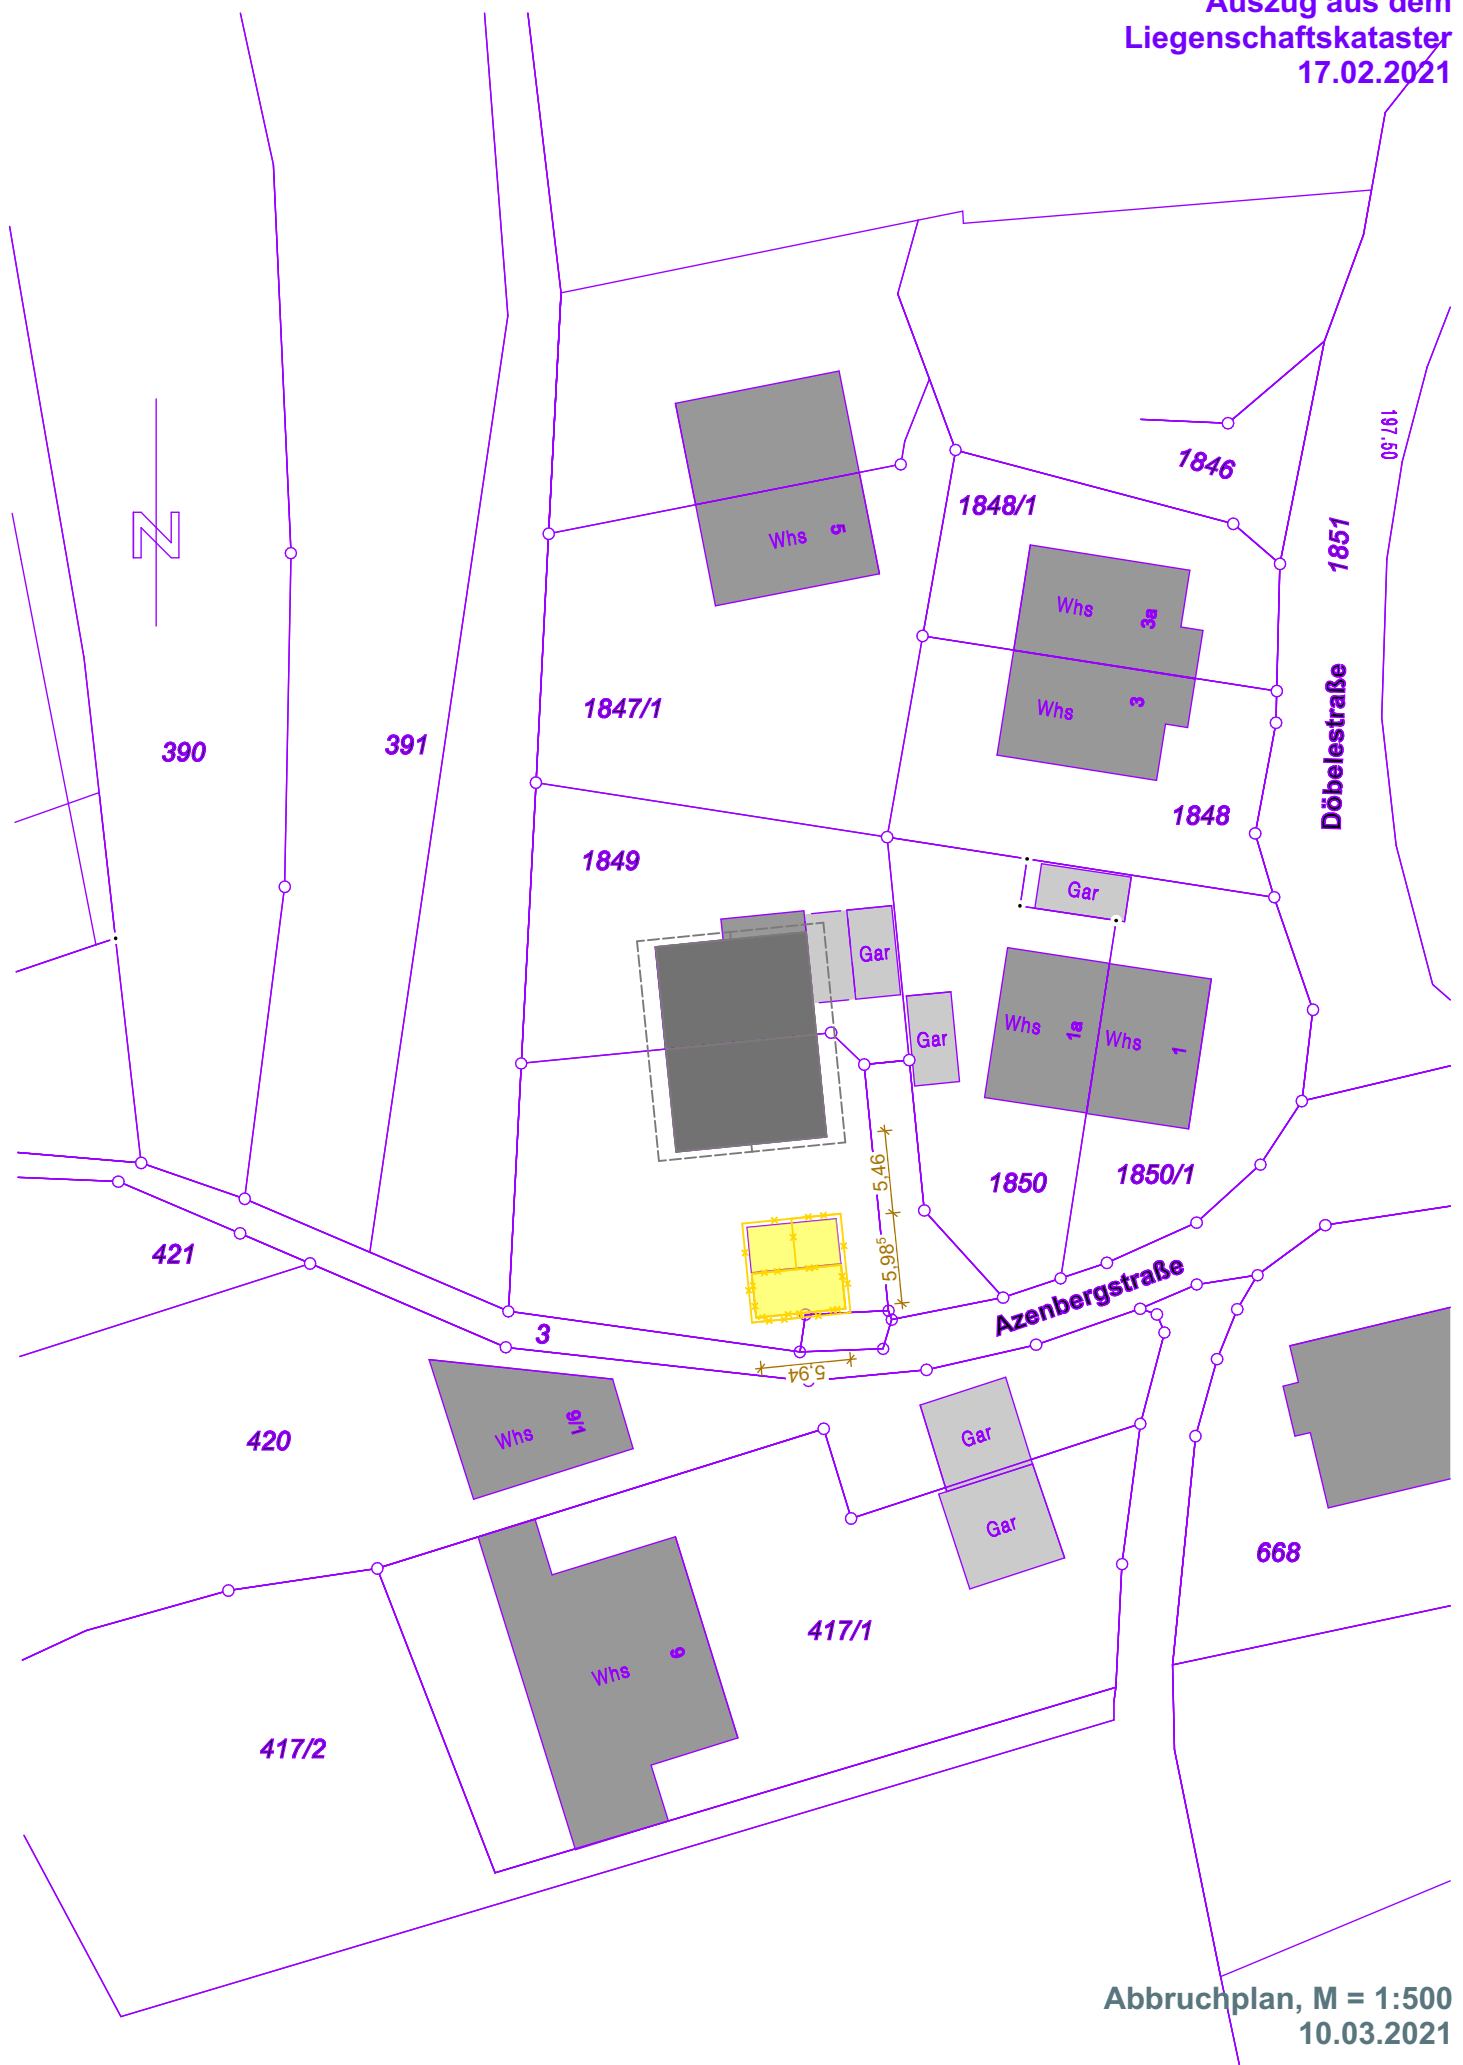 Auszug aus dem
Liegenschaftskataster
17.02.2021
197.50
1846
1848/1
1851
N
Whs 5
Whs 3a
Whs 3
1847/1
390
391
Döbelestraße
1848
1849
Gar
Gar
Gar
Whs 1a
Whs 1
5,46
1850
1850/1
421
5,98⁵
Azenbergstraße
3
5,94
420
Whs 6/1
Gar
Gar
668
417/1
Whs 6
417/2
Abbruchplan, M = 1:500
10.03.2021